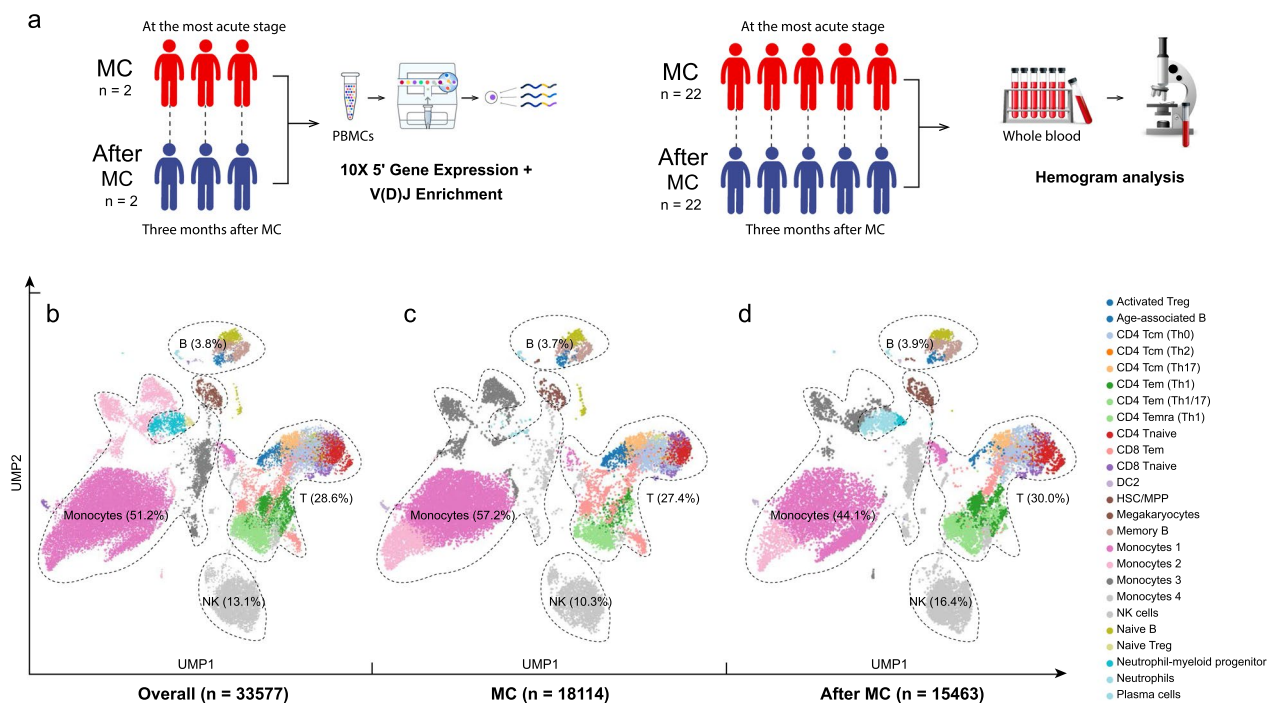 a
At the most acute stage
MC
n = 2
After
MC
n = 2
Three months after MC
PBMCs
10X 5' Gene Expression +
V(D)J Enrichment
At the most acute stage
MC
n = 22
After
MC
n = 22
Three months after MC
Whole blood
Hemogram analysis
UMP2
b
B (3.8%)
T (28.6%)
Monocytes (51.2%)
NK (13.1%)
UMP1
Overall (n = 33577)
c
B (3.7%)
T (27.4%)
Monocytes (57.2%)
NK (10.3%)
UMP1
MC (n = 18114)
d
B (3.9%)
T (30.0%)
Monocytes (44.1%)
NK (16.4%)
UMP1
After MC (n = 15463)
Activated Treg
Age-associated B
CD4 Tcm (Th0)
CD4 Tcm (Th2)
CD4 Tcm (Th17)
CD4 Tem (Th1)
CD4 Tem (Th1/17)
CD4 Temra (Th1)
CD4 Tnaive
CD8 Tem
CD8 Tnaive
DC2
HSC/MPP
Megakaryocytes
Memory B
Monocytes 1
Monocytes 2
Monocytes 3
Monocytes 4
NK cells
Naive B
Naive Treg
Neutrophil-myeloid progenitor
Neutrophils
Plasma cells